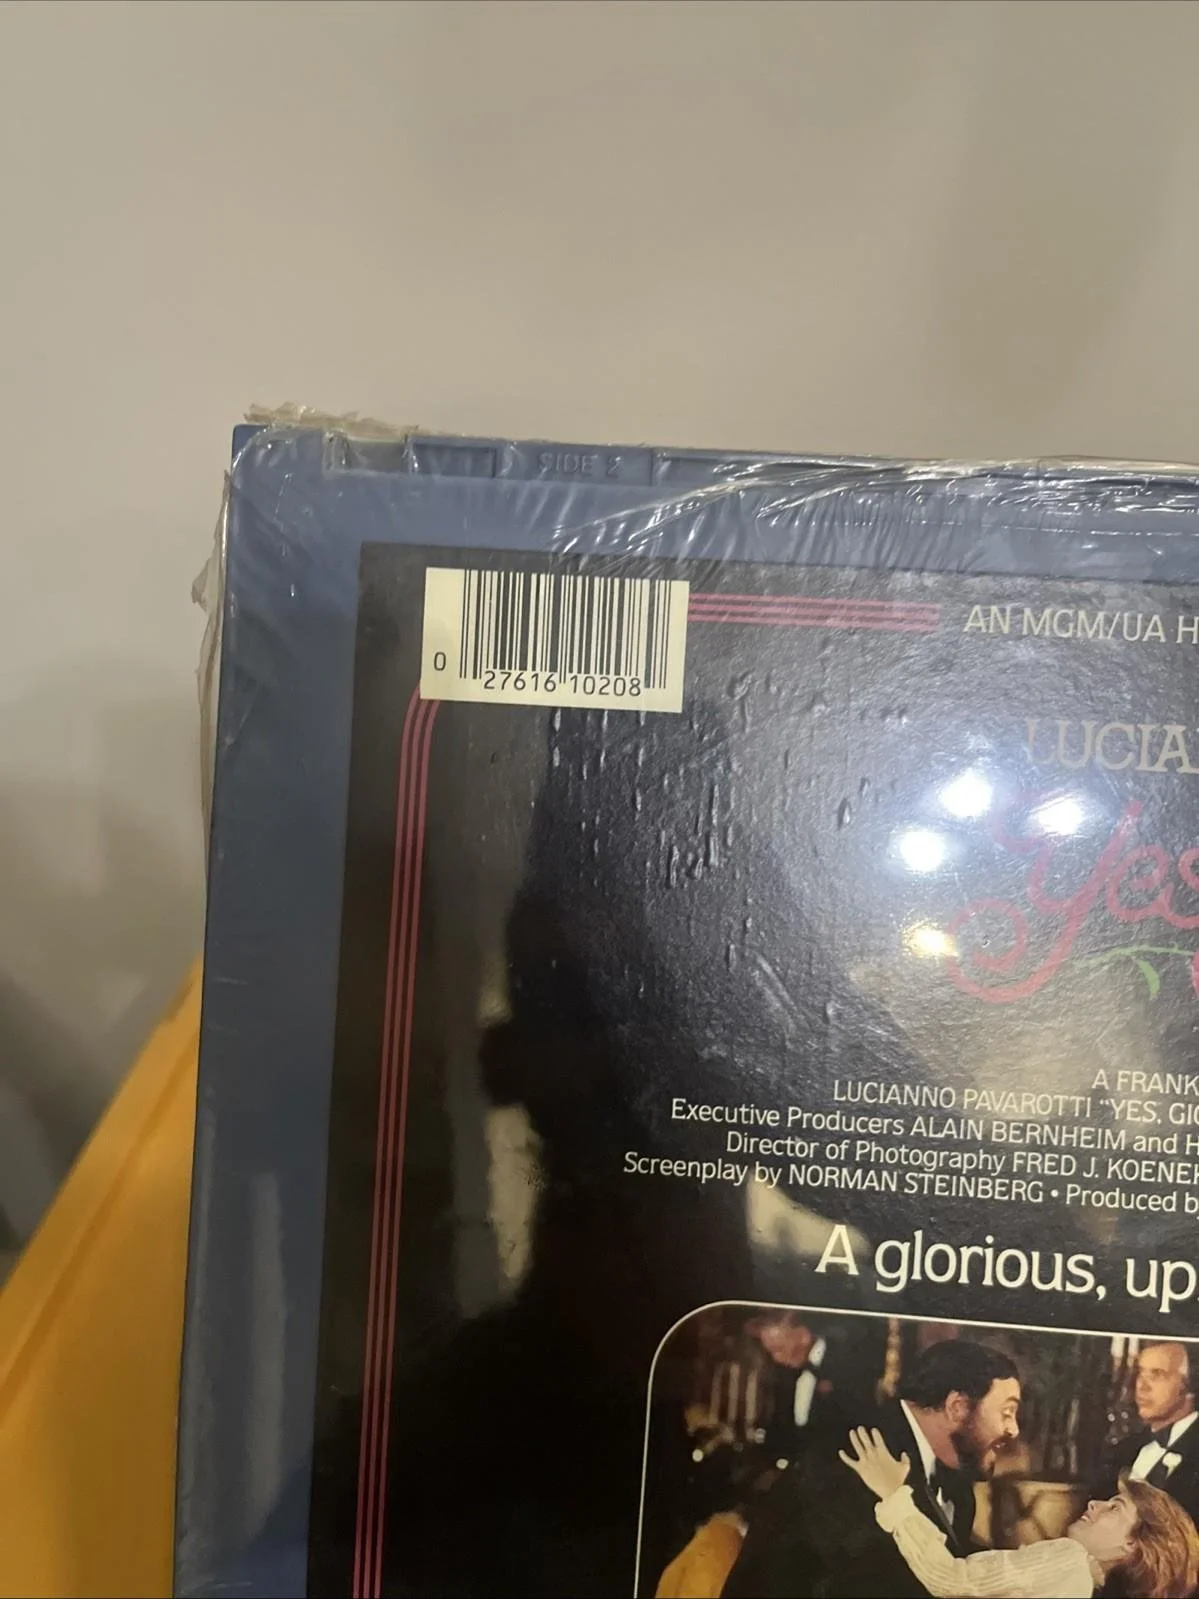 SIDE 2
0 27616 10208
AN MGM/UA H
LUCIA
Yes
A FRANK
LUCIANNO PAVAROTTI "YES, GIO
Executive Producers ALAIN BERNHEIM and H
Director of Photography FRED J. KOENEK
Screenplay by NORMAN STEINBERG • Produced b
A glorious, up